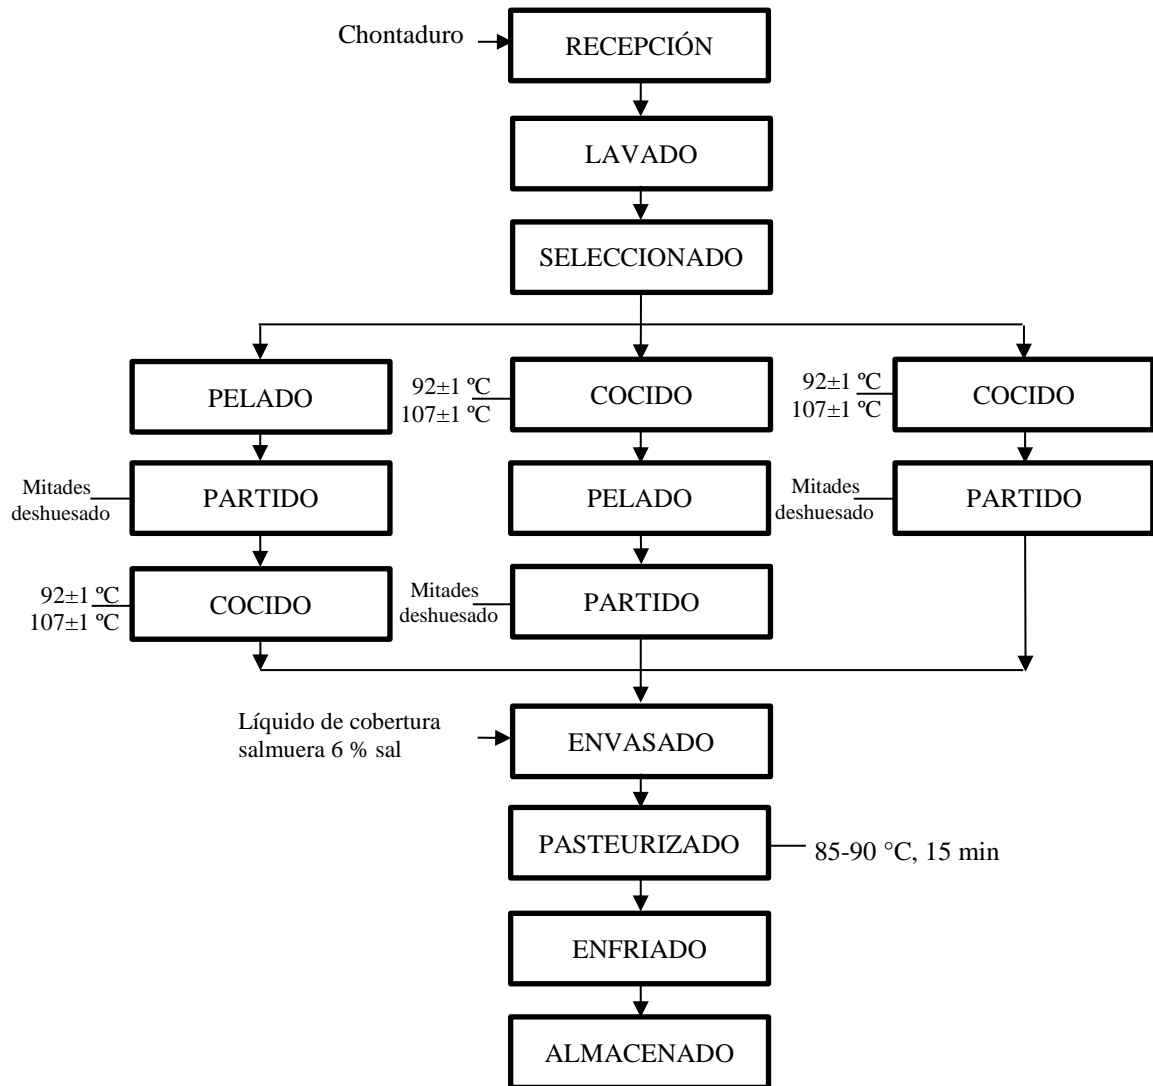 Chontaduro
RECEPCIÓN
LAVADO
SELECCIONADO
PELADO
92±1 ºC
107±1 ºC
COCIDO
92±1 ºC
107±1 ºC
COCIDO
Mitades
deshuesado
PARTIDO
PELADO
Mitades
deshuesado
PARTIDO
92±1 ºC
107±1 ºC
COCIDO
Mitades
deshuesado
PARTIDO
Líquido de cobertura
salmuera 6 % sal
ENVASADO
PASTEURIZADO
85-90 °C, 15 min
ENFRIADO
ALMACENADO